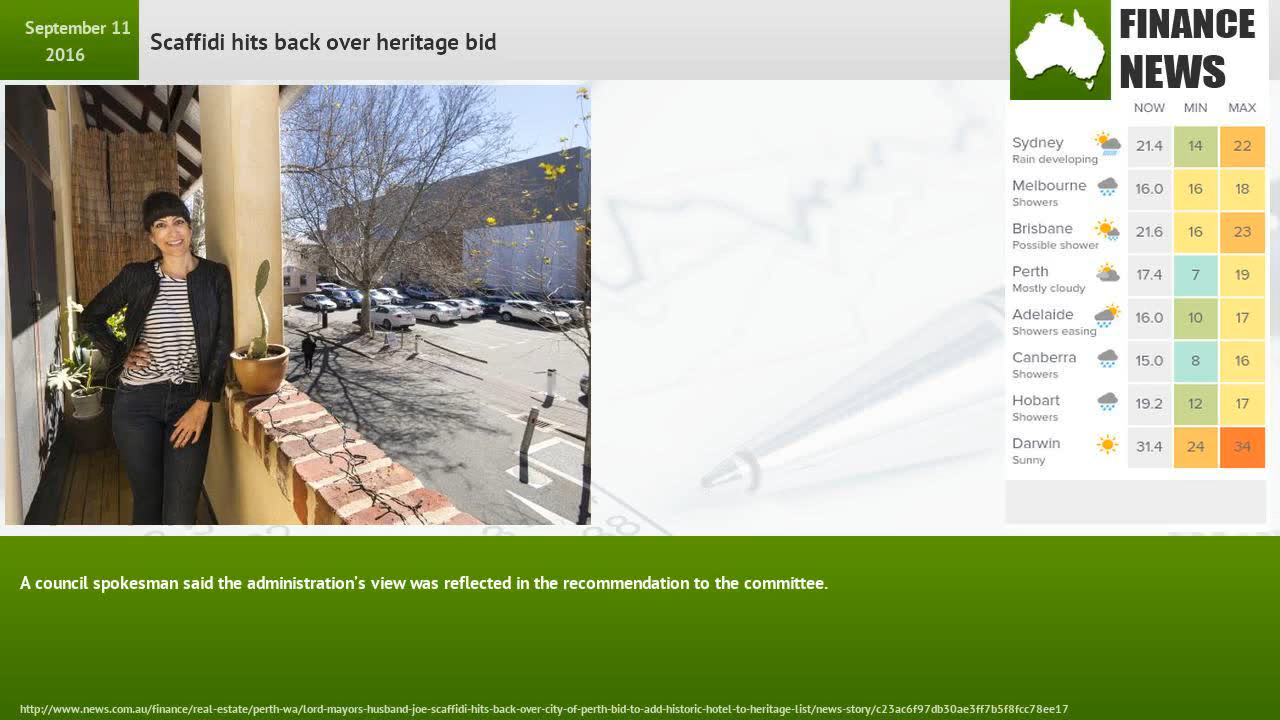 September 11
2016
Scaffidi hits back over heritage bid
FINANCE
NEWS
NOW MIN MAX
Sydney
Rain developing
21.4 14 22
Melbourne
Showers
16.0 16 18
Brisbane
Possible shower
21.6 16 23
Perth
Mostly cloudy
17.4 7 19
Adelaide
Showers easing
16.0 10 17
Canberra
Showers
15.0 8 16
Hobart
Showers
19.2 12 17
Darwin
Sunny
31.4 24 34
A council spokesman said the administration's view was reflected in the recommendation to the committee.
http://www.news.com.au/finance/real-estate/perth-wa/lord-mayors-husband-joe-scaffidi-hits-back-over-city-of-perth-bid-to-add-historic-hotel-to-heritage-list/news-story/c23ac6f97db30ae3ff7b5f8fcc78ee17